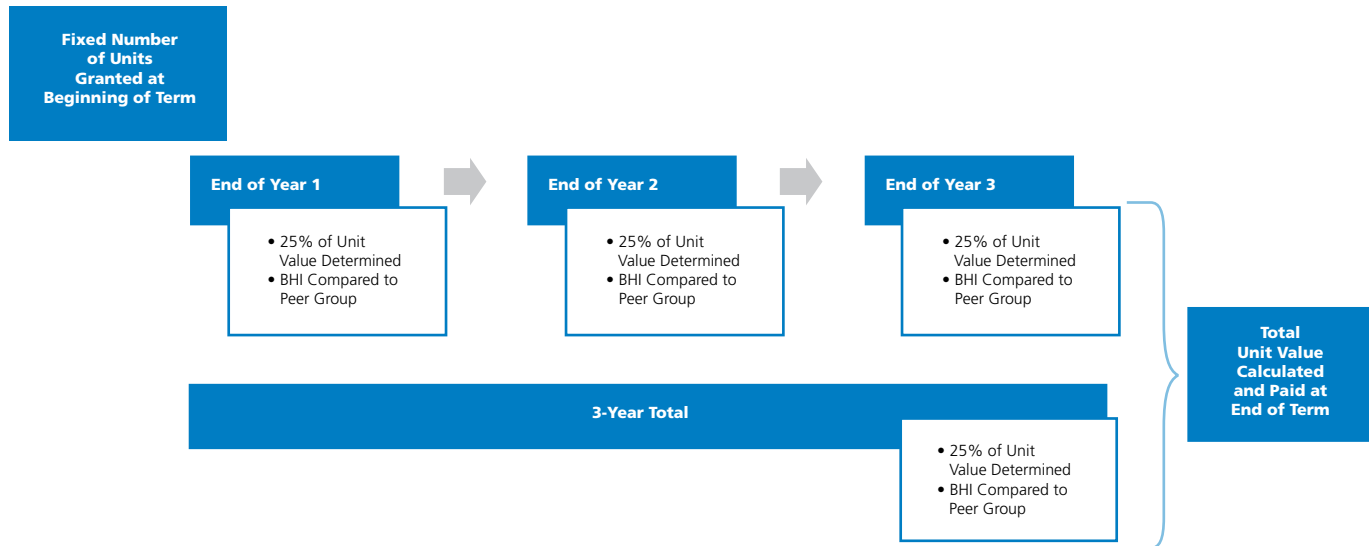 Fixed Number
of Units
Granted at
Beginning of Term
End of Year 1
• 25% of Unit
Value Determined
• BHI Compared to
Peer Group
End of Year 2
• 25% of Unit
Value Determined
• BHI Compared to
Peer Group
End of Year 3
• 25% of Unit
Value Determined
• BHI Compared to
Peer Group
3-Year Total
• 25% of Unit
Value Determined
• BHI Compared to
Peer Group
Total
Unit Value
Calculated
and Paid at
End of Term